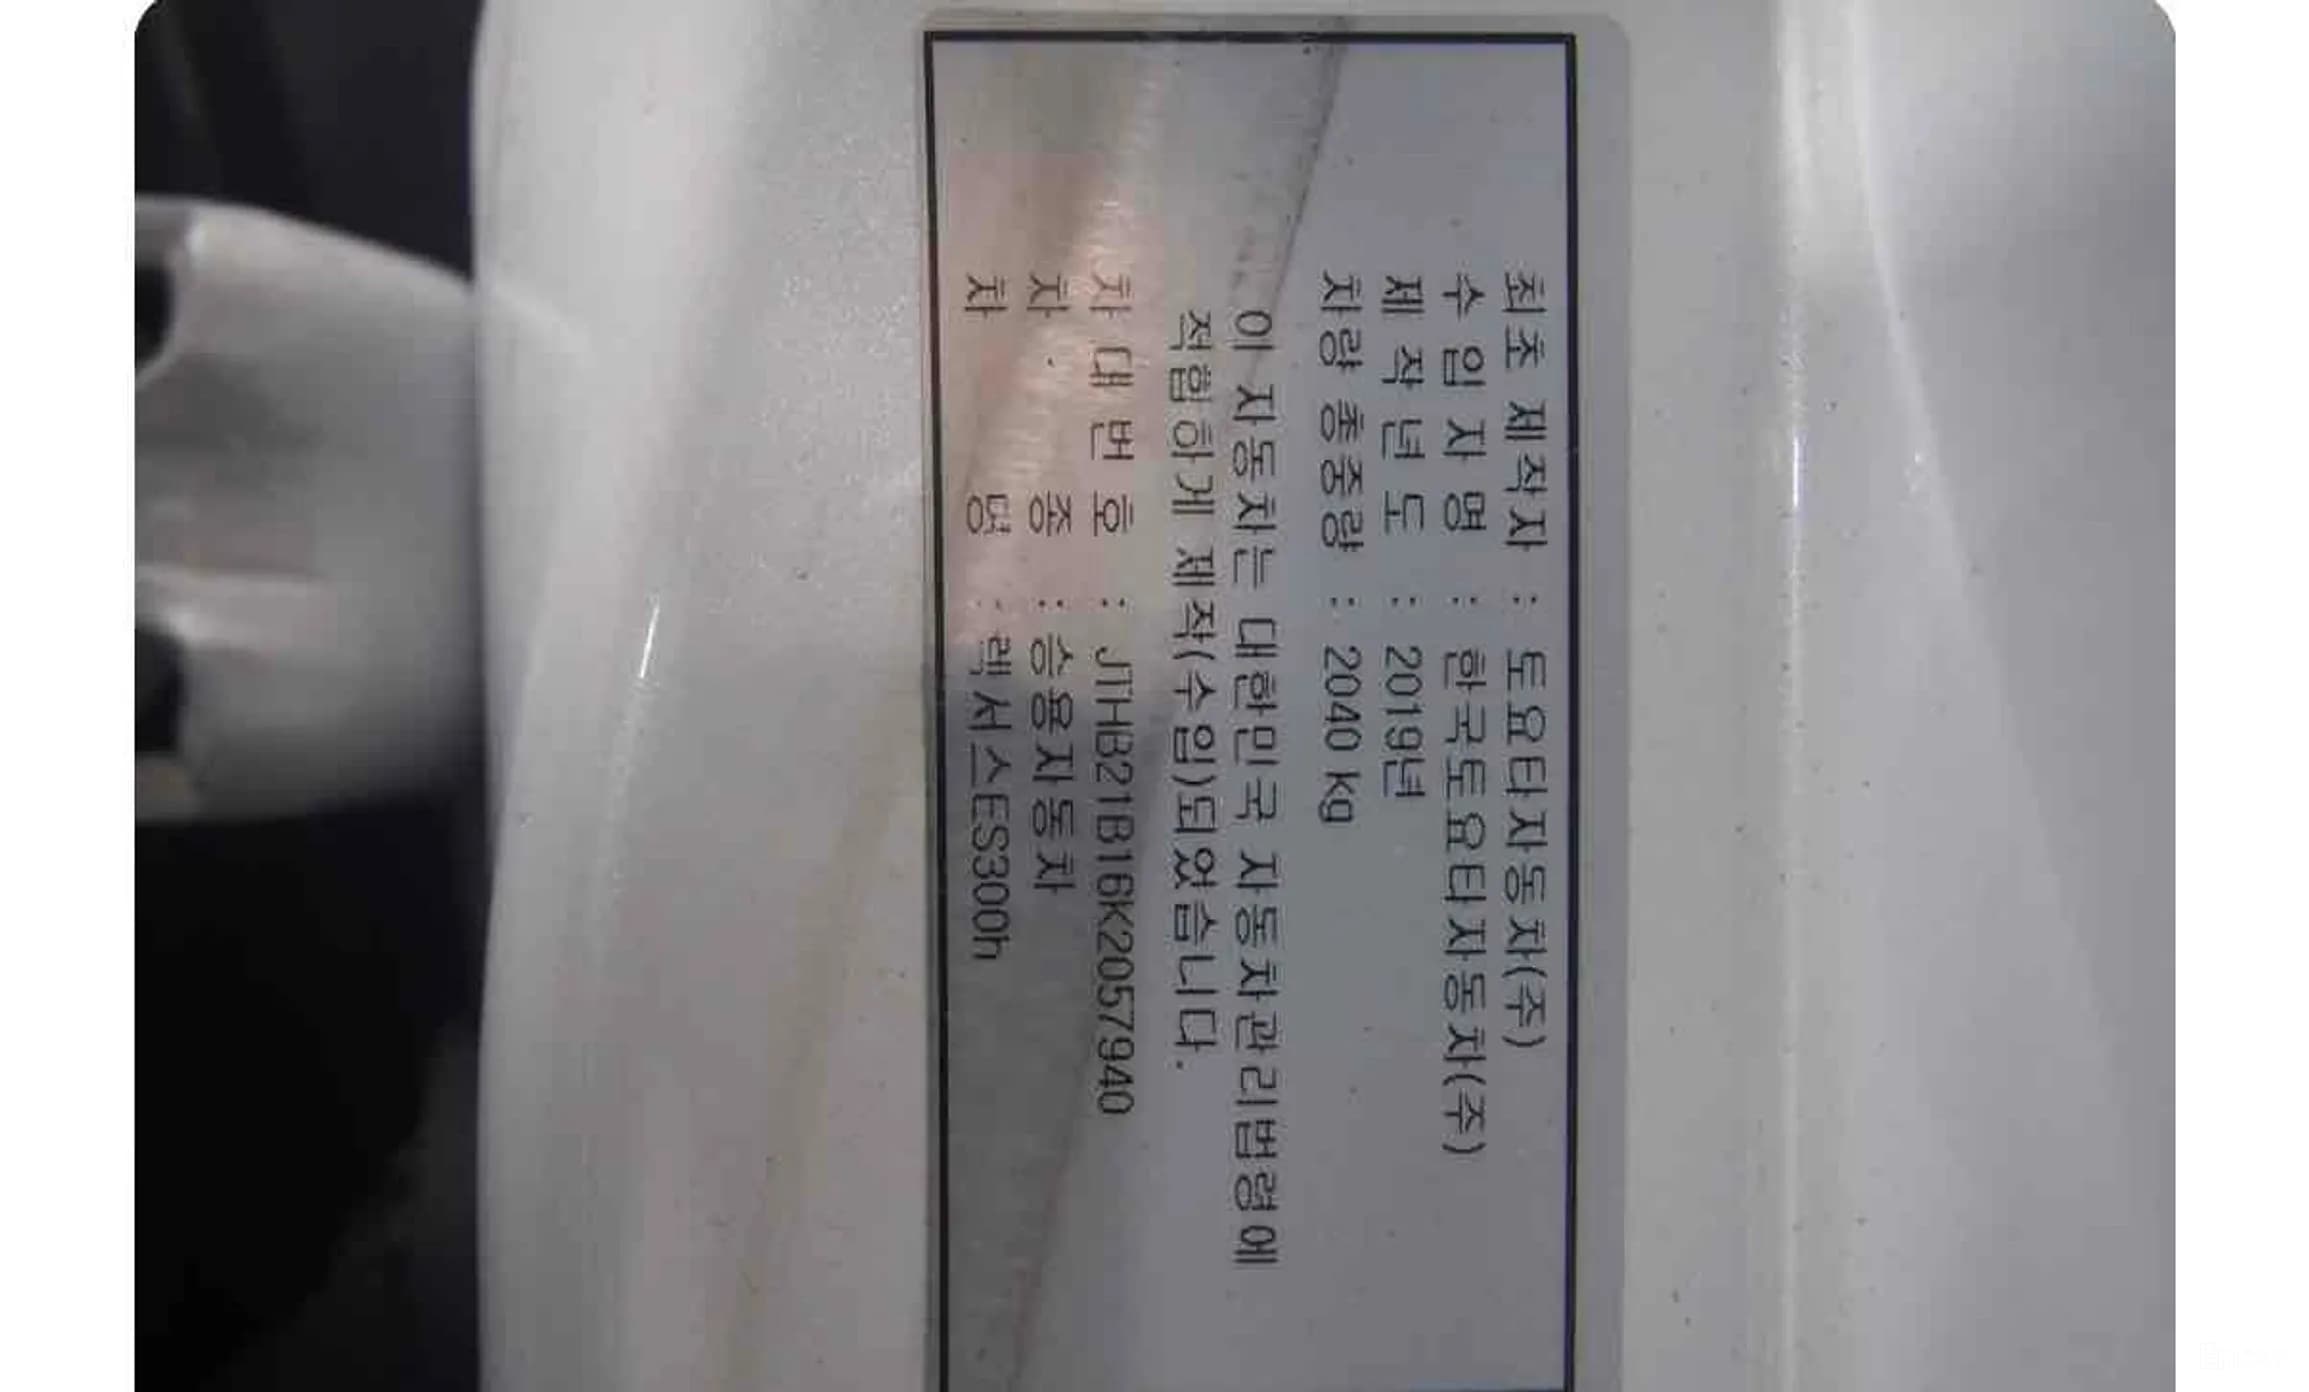 최초 제작자 : 토요타자동차(주)
수 입 자 명 : 한국토요타자동차(주)
제 작 년 도 : 2019년
차량 총중량 : 2040 kg
이 자동차는 대한민국 자동차관리법령에
적합하게 제작(수입)되었습니다.
차 대 번 호 : JTHB21B16K2057940
차 종 : 승용자동차
차 명 : 렉서스ES300h